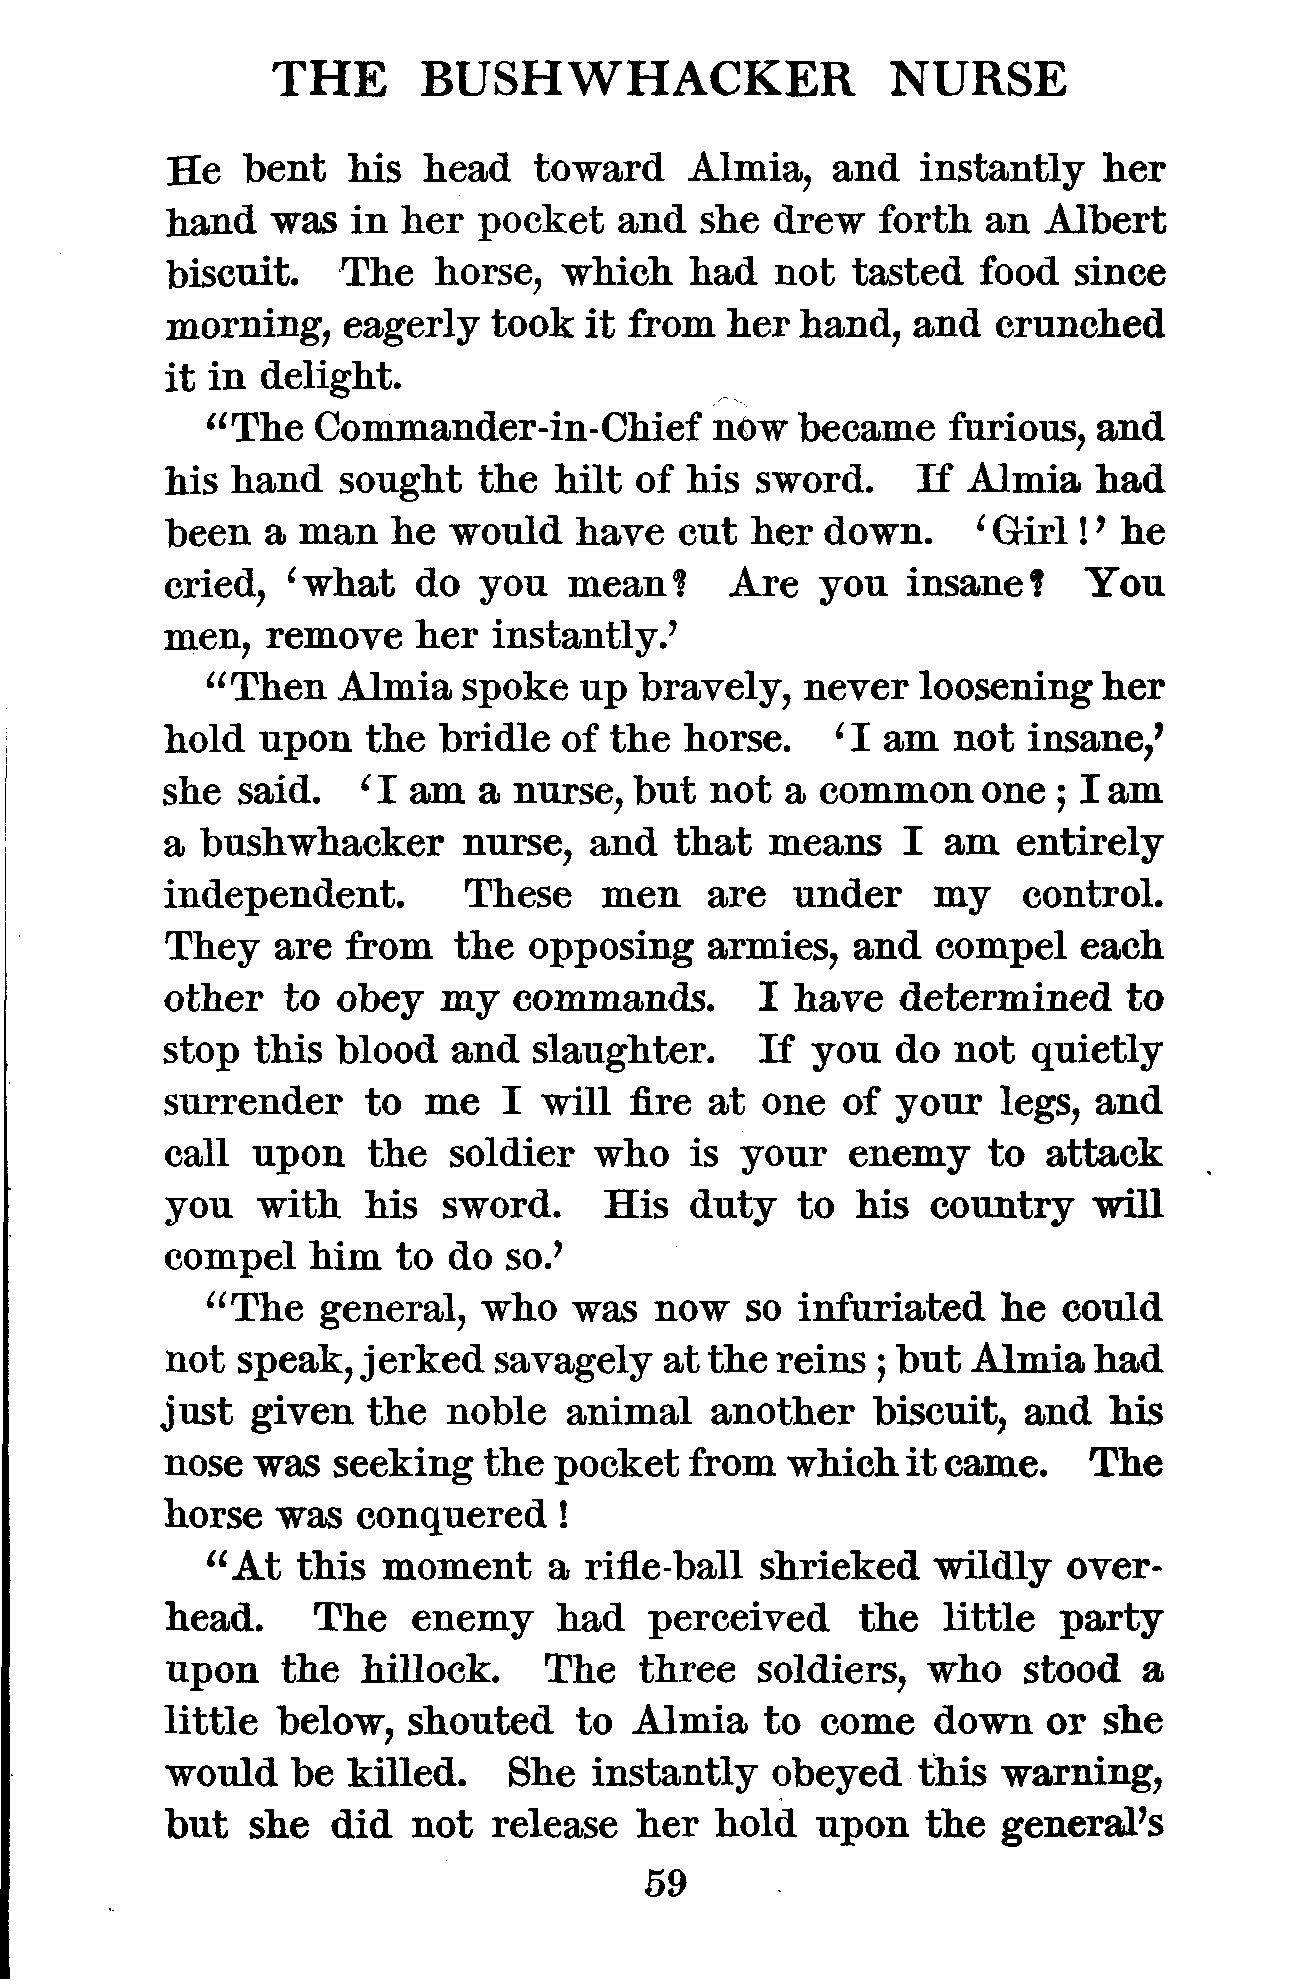 THE BUSHWHACKER NURSE
He bent his head toward Almia, and instantly her
hand was in her pocket and she drew forth an Albert
biscuit. The horse, which had not tasted food since
morning, eagerly took it from her hand, and crunched
it in delight.
“The Commander-in-Chief now became furious, and
his hand sought the hilt of his sword. If Almia had
been a man he would have cut her down. ‘Girl!’ he
cried, ‘what do you mean? Are you insane? You
men, remove her instantly.’
“Then Almia spoke up bravely, never loosening her
hold upon the bridle of the horse. ‘I am not insane,’
she said. ‘I am a nurse, but not a common one; I am
a bushwhacker nurse, and that means I am entirely
independent. These men are under my control.
They are from the opposing armies, and compel each
other to obey my commands. I have determined to
stop this blood and slaughter. If you do not quietly
surrender to me I will fire at one of your legs, and
call upon the soldier who is your enemy to attack
you with his sword. His duty to his country will
compel him to do so.’
“The general, who was now so infuriated he could
not speak, jerked savagely at the reins; but Almia had
just given the noble animal another biscuit, and his
nose was seeking the pocket from which it came. The
horse was conquered!
“At this moment a rifle-ball shrieked wildly over-
head. The enemy had perceived the little party
upon the hillock. The three soldiers, who stood a
little below, shouted to Almia to come down or she
would be killed. She instantly obeyed this warning,
but she did not release her hold upon the general’s
59